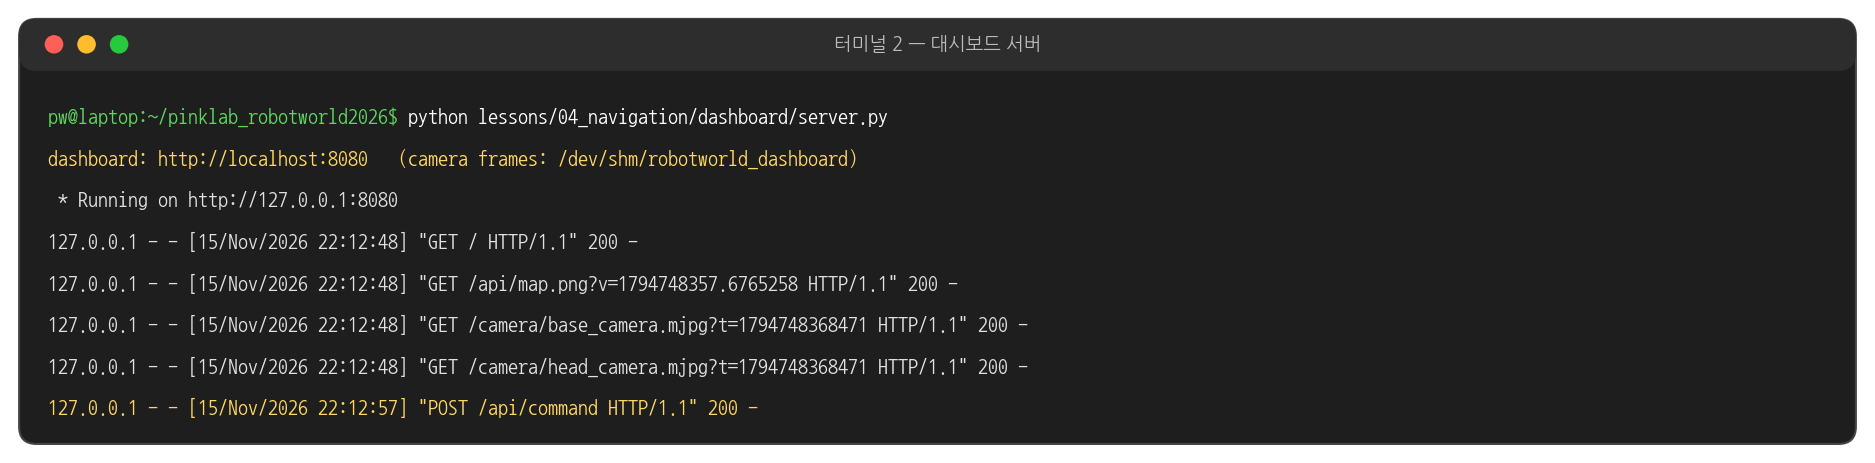 터미널 2 — 대시보드 서버
pw@laptop:~/pinklab_robotworld2026$ python lessons/04_navigation/dashboard/server.py
dashboard: http://localhost:8080   (camera frames: /dev/shm/robotworld_dashboard)
 * Running on http://127.0.0.1:8080
127.0.0.1 - - [15/Nov/2026 22:12:48] "GET / HTTP/1.1" 200 -
127.0.0.1 - - [15/Nov/2026 22:12:48] "GET /api/map.png?v=1794748357.6765258 HTTP/1.1" 200 -
127.0.0.1 - - [15/Nov/2026 22:12:48] "GET /camera/base_camera.mjpg?t=1794748368471 HTTP/1.1" 200 -
127.0.0.1 - - [15/Nov/2026 22:12:48] "GET /camera/head_camera.mjpg?t=1794748368471 HTTP/1.1" 200 -
127.0.0.1 - - [15/Nov/2026 22:12:57] "POST /api/command HTTP/1.1" 200 -